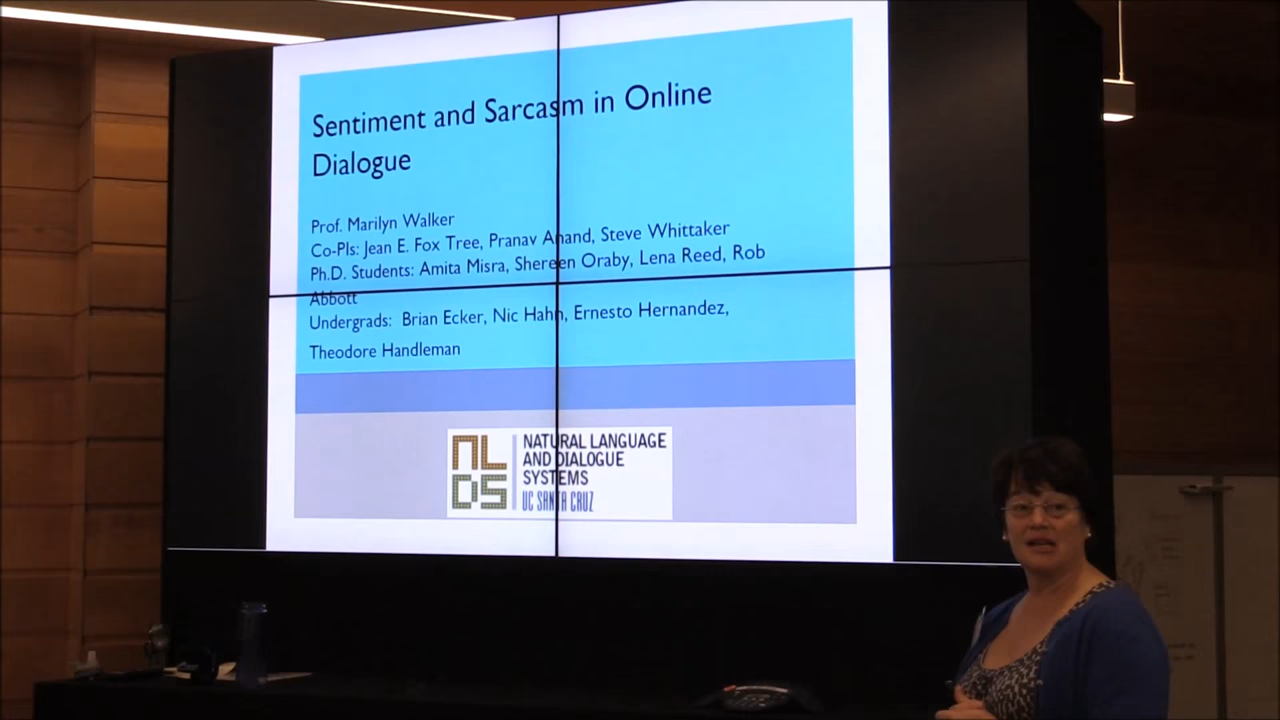 Sentiment and Sarcasm in Online
Dialogue
Prof. Marilyn Walker
Co-PIs: Jean E. Fox Tree, Pranav Anand, Steve Whittaker
Ph.D. Students: Amita Misra, Shereen Oraby, Lena Reed, Rob
Abbott
Undergrads: Brian Ecker, Nic Hahn, Ernesto Hernandez,
Theodore Handleman
NLDS
NATURAL LANGUAGE
AND DIALOGUE
SYSTEMS
UC SANTA CRUZ